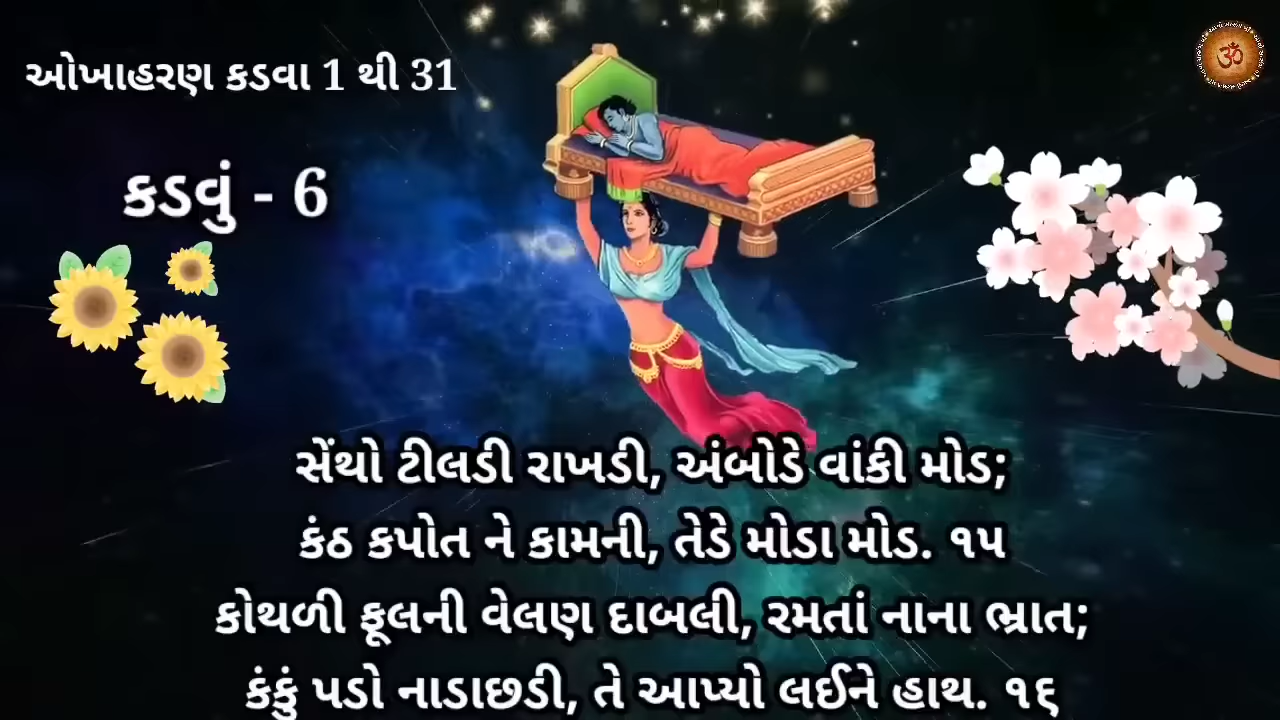 ઓખાહરણ કડવા 1 થી 31
કડવું - 6
સેંથો ટીલડી રાખડી, અંબોડે વાંકી મોડ;
કંઠ કપોત ને કામની, તેડે મોડા મોડ. ૧૫
કોથળી ફૂલની વેલણ દાબલી, રમતાં નાના ભ્રાત;
કંકું પડો નાડાછડી, તે આપ્યો લઈને હાથ. ૧૬
ॐ